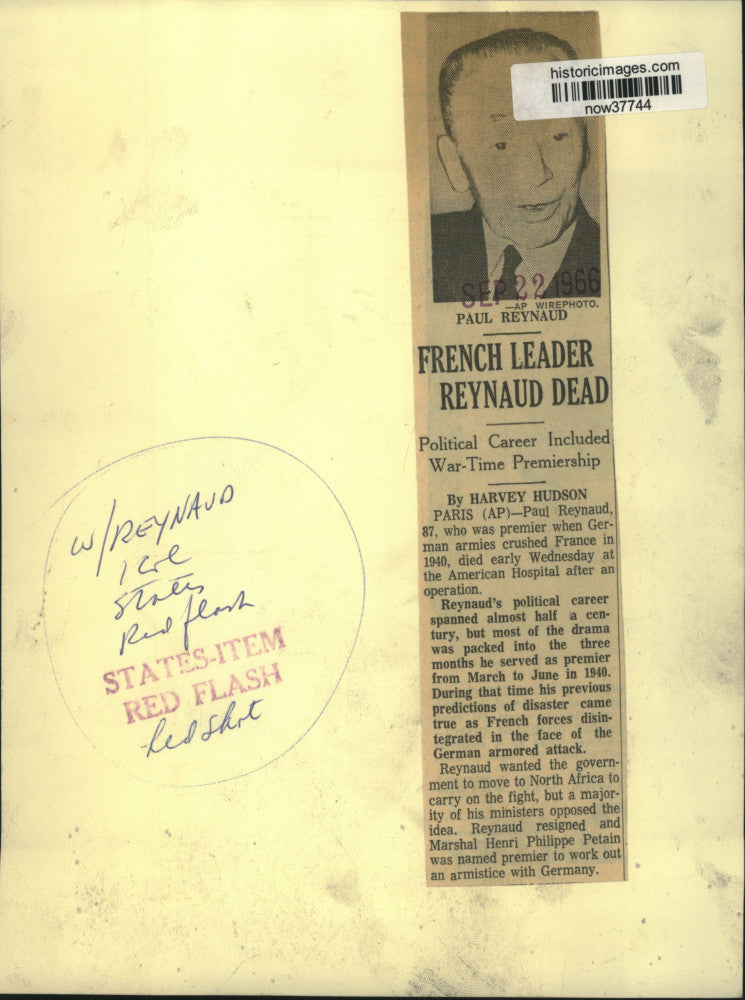 historicimages.com
now37744
SEP 22 1966
—AP WIREPHOTO.
PAUL REYNAUD
FRENCH LEADER
REYNAUD DEAD
Political Career Included
War-Time Premiership
By HARVEY HUDSON
PARIS (AP)—Paul Reynaud,
87, who was premier when Ger-
man armies crushed France in
1940, died early Wednesday at
the American Hospital after an
operation.
Reynaud's political career
spanned almost half a cen-
tury, but most of the drama
was packed into the three
months he served as premier
from March to June in 1940.
During that time his previous
predictions of disaster came
true as French forces disin-
tegrated in the face of the
German armored attack.
Reynaud wanted the govern-
ment to move to North Africa to
carry on the fight, but a major-
ity of his ministers opposed the
idea. Reynaud resigned and
Marshal Henri Philippe Petain
was named premier to work out
an armistice with Germany.
W/REYNAUD
1 Col
States
Red flash
STATES-ITEM
RED FLASH